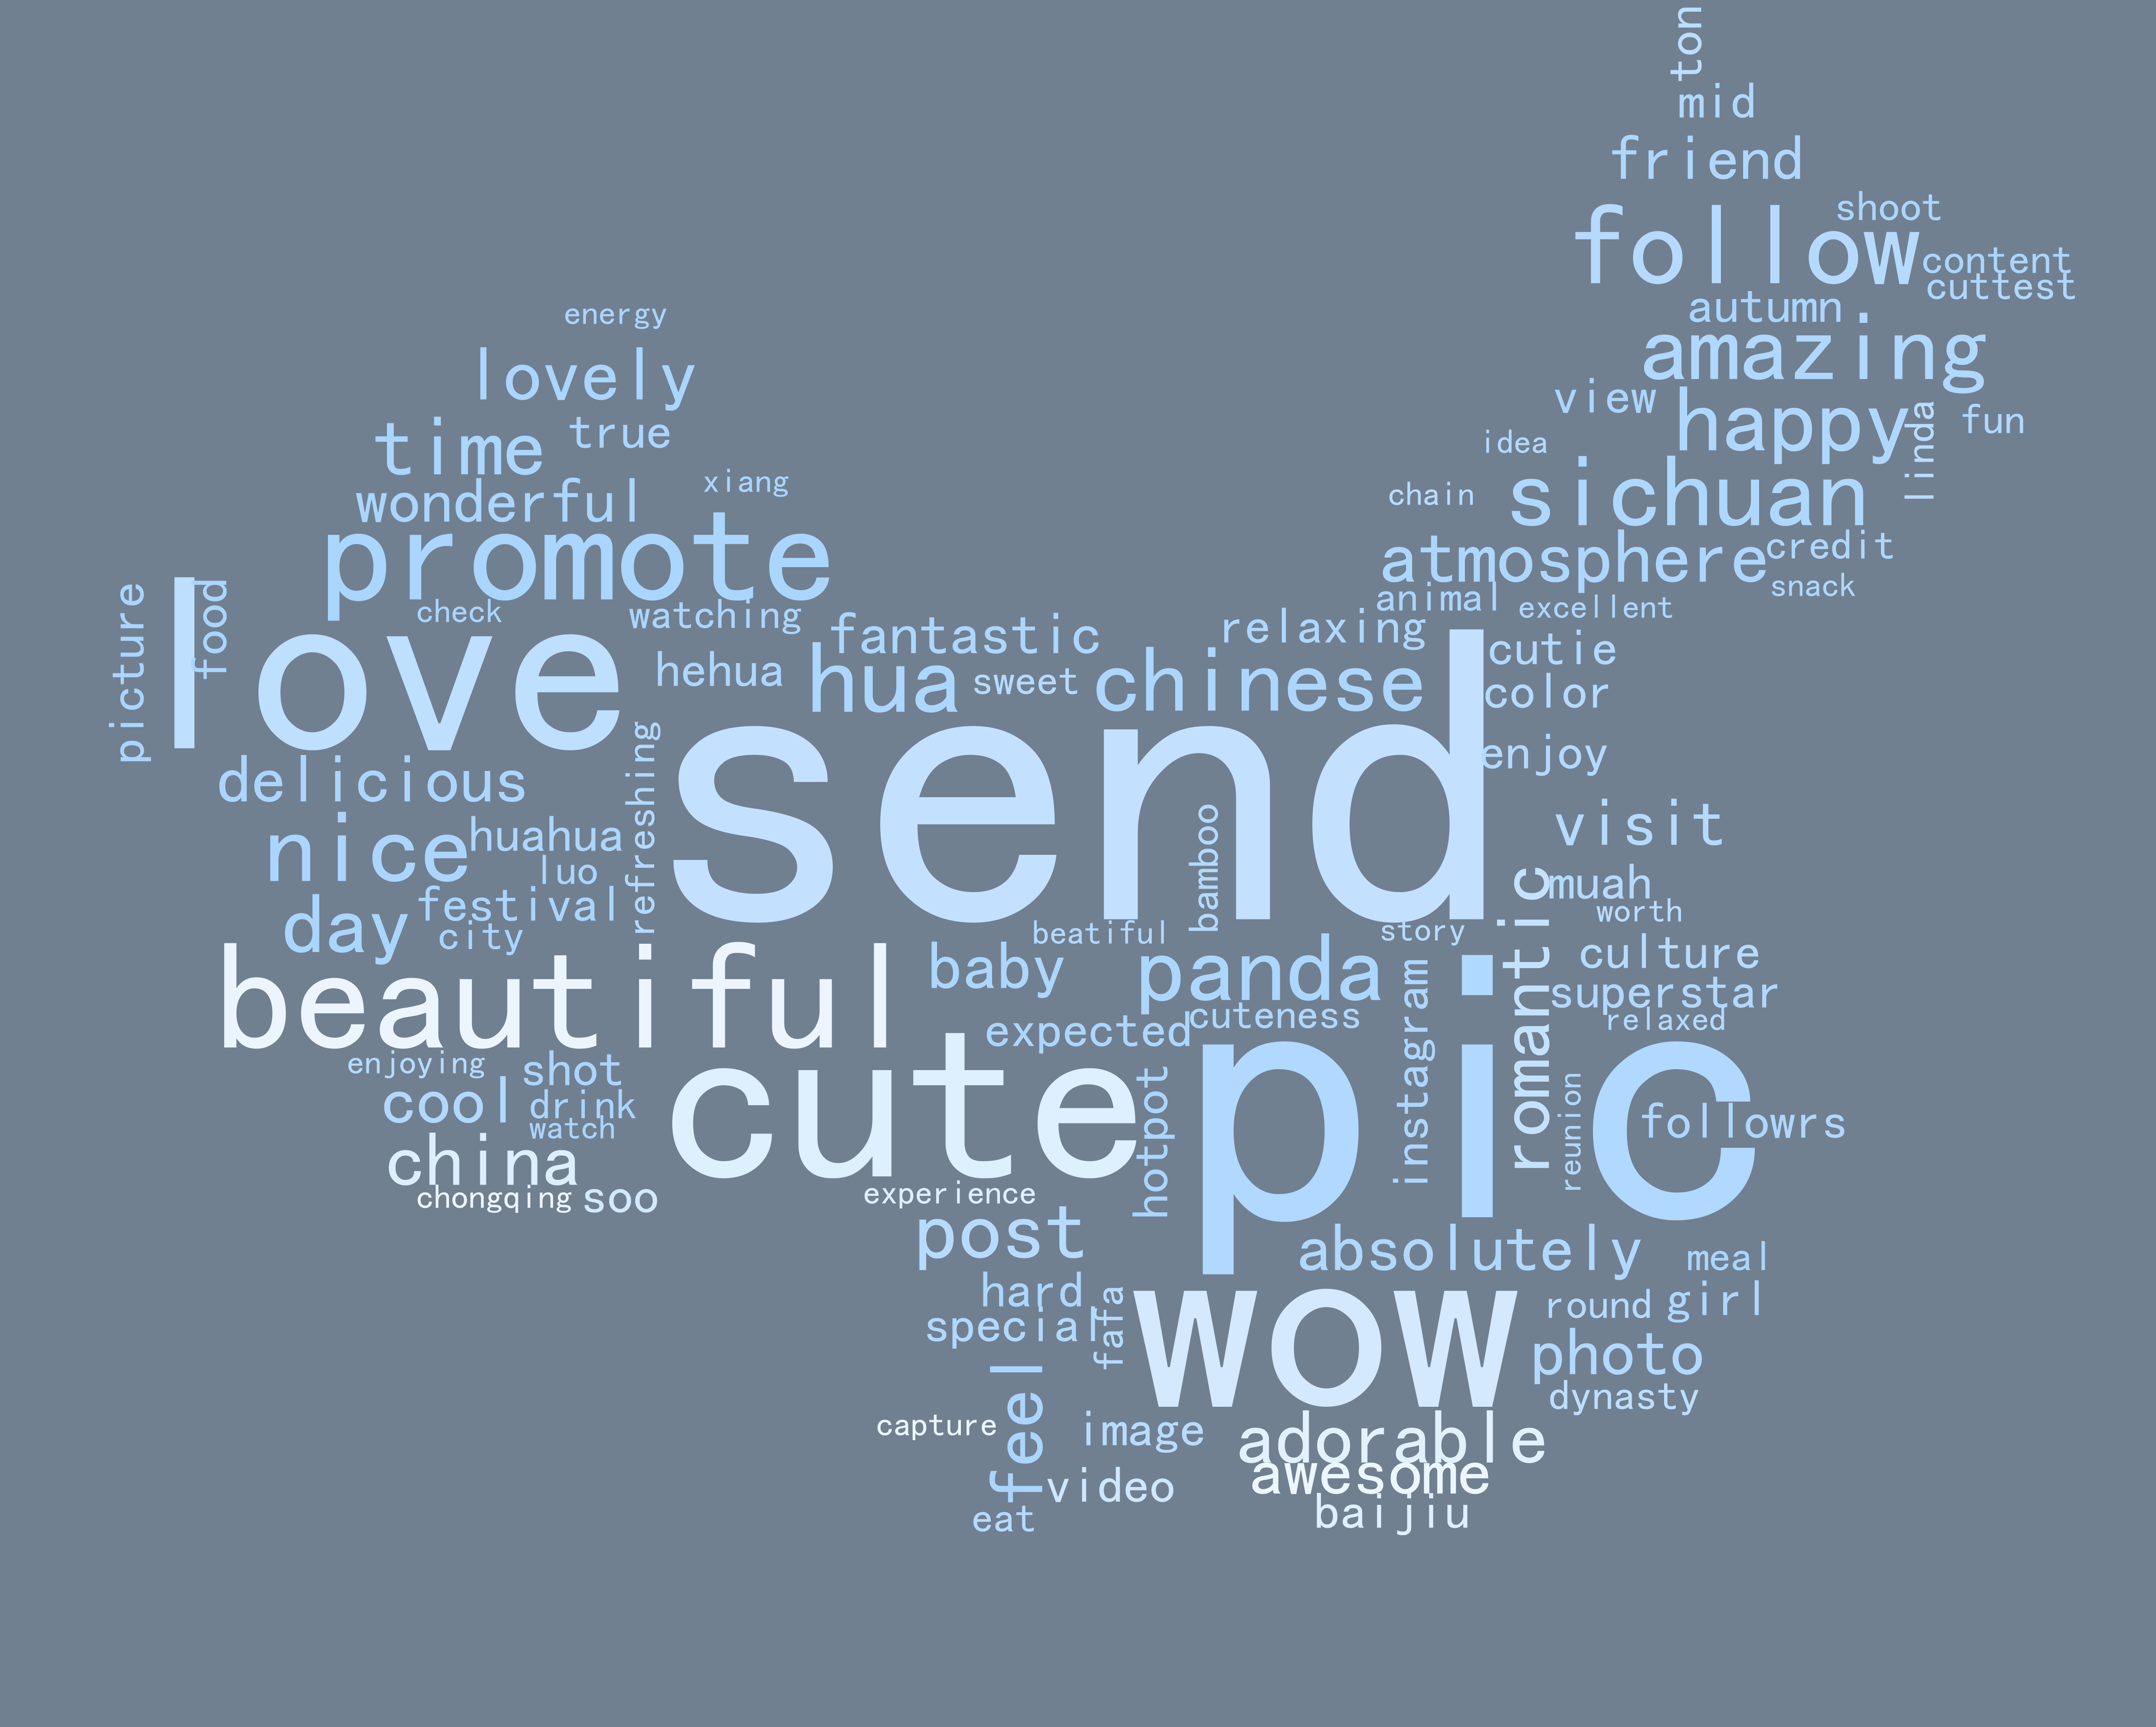 ton
mid
friend
shoot
follow
content
cuttest
autumn
energy
amazing
lovely
view
happy
linda
fun
time
true
idea
xiang
chain
sichuan
wonderful
promote
atmosphere
credit
snack
picture
food
check
watching
fantastic
relaxing
animal
excellent
love
hehua
hua
sweet
chinese
cutie
color
send
enjoy
delicious
refreshing
nice
huahua
luo
bamboo
visit
day
festival
city
muah
worth
beatiful
story
romantic
culture
beautiful
baby
panda
instagram
superstar
relaxed
expected
cuteness
pic
enjoying
shot
cool
drink
watch
cute
hotpot
reunion
followrs
china
chongqing
soo
experience
post
absolutely
meal
hard
special
faffa
wow
round
girl
photo
dynasty
feel
capture
image
adorable
awesome
video
baijiu
eat